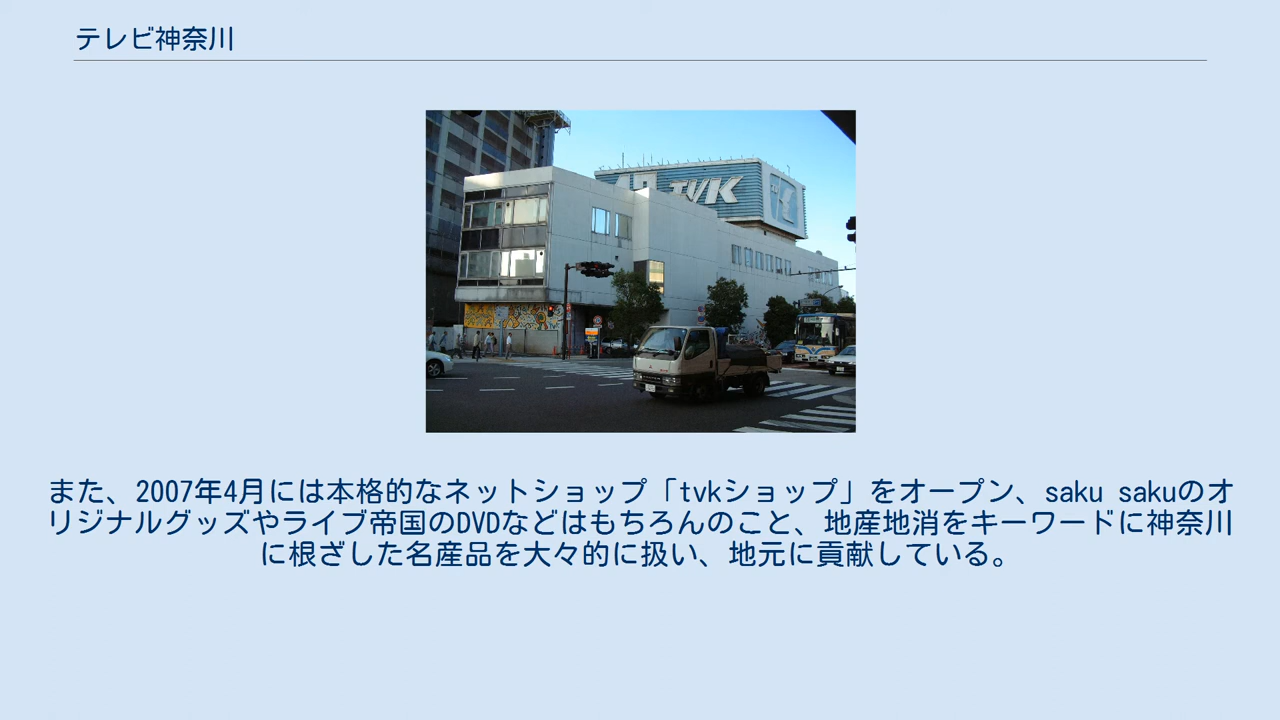 テレビ神奈川
TVK
また、2007年4月には本格的なネットショップ「tvkショップ」をオープン、saku sakuのオ
リジナルグッズやライブ帝国のDVDなどはもちろんのこと、地産地消をキーワードに神奈川
に根ざした名産品を大々的に扱い、地元に貢献している。